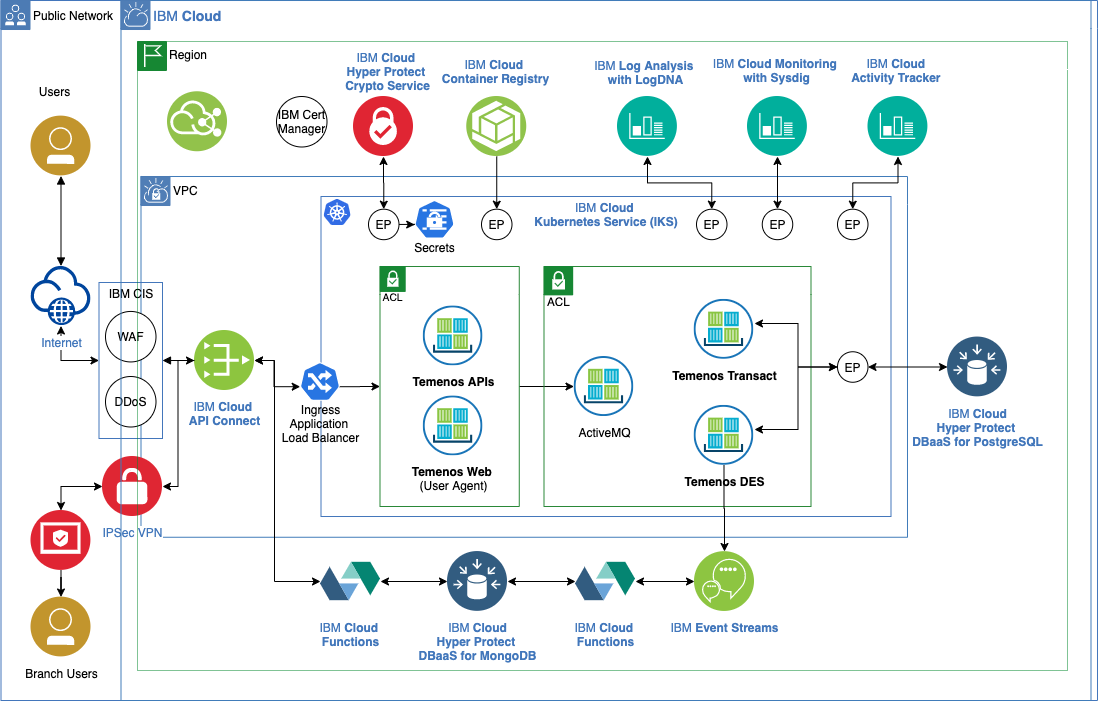 Public Network
IBM Cloud
Region
Users
IBM Cert
Manager
IBM Cloud
Hyper Protect
Crypto Service
IBM Cloud
Container Registry
IBM Log Analysis
with LogDNA
IBM Cloud Monitoring
with Sysdig
IBM Cloud
Activity Tracker
VPC
IBM Cloud
Kubernetes Service (IKS)
EP
Secrets
EP
EP
EP
EP
Internet
IBM CIS
WAF
DDoS
IBM Cloud
API Connect
Ingress
Application
Load Balancer
ACL
Temenos APIs
Temenos Web
(User Agent)
ACL
ActiveMQ
Temenos Transact
Temenos DES
EP
IBM Cloud
Hyper Protect
DBaaS for PostgreSQL
IPSec VPN
Branch Users
IBM Cloud
Functions
IBM Cloud
Hyper Protect
DBaaS for MongoDB
IBM Cloud
Functions
IBM Event Streams